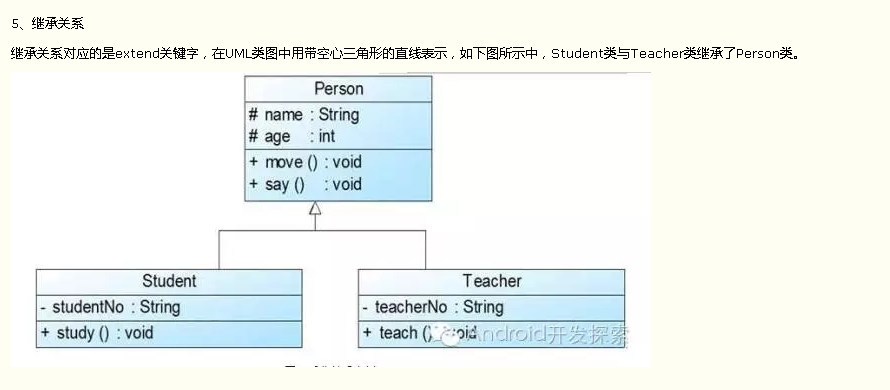 5、继承关系
继承关系对应的是extend关键字，在UML类图中用带空心三角形的直线表示，如下图所示中，Student类与Teacher类继承了Person类。
Person
# name : String
# age : int
+ move () : void
+ say () : void
Student
- studentNo : String
+ study () : void
Teacher
- teacherNo : String
+ teach () : void
Android开发探索